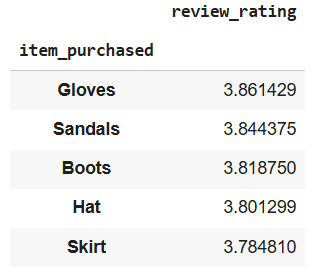 review_rating
item_purchased
Gloves 3.861429
Sandals 3.844375
Boots 3.818750
Hat 3.801299
Skirt 3.784810